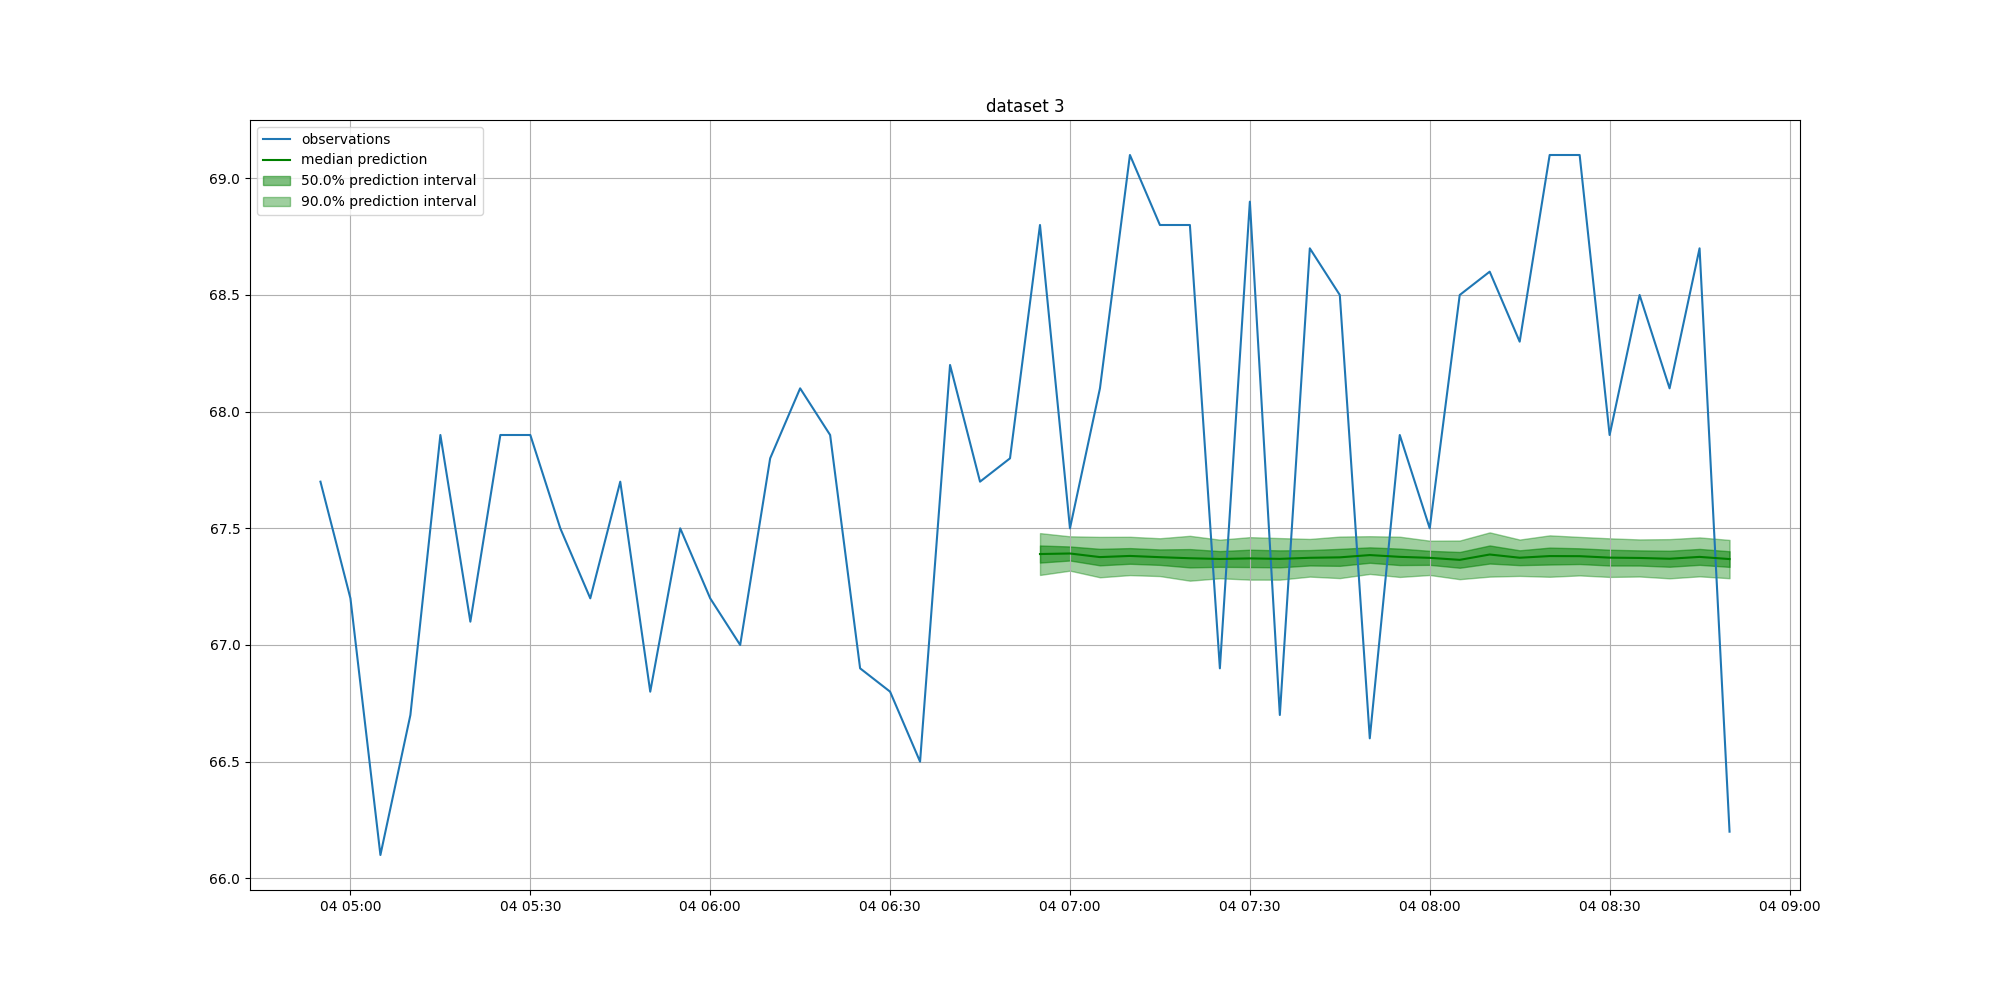 dataset 3
observations
median prediction
50.0% prediction interval
90.0% prediction interval
69.0
68.5
68.0
67.5
67.0
66.5
66.0
04 05:00 04 05:30 04 06:00 04 06:30 04 07:00 04 07:30 04 08:00 04 08:30 04 09:00